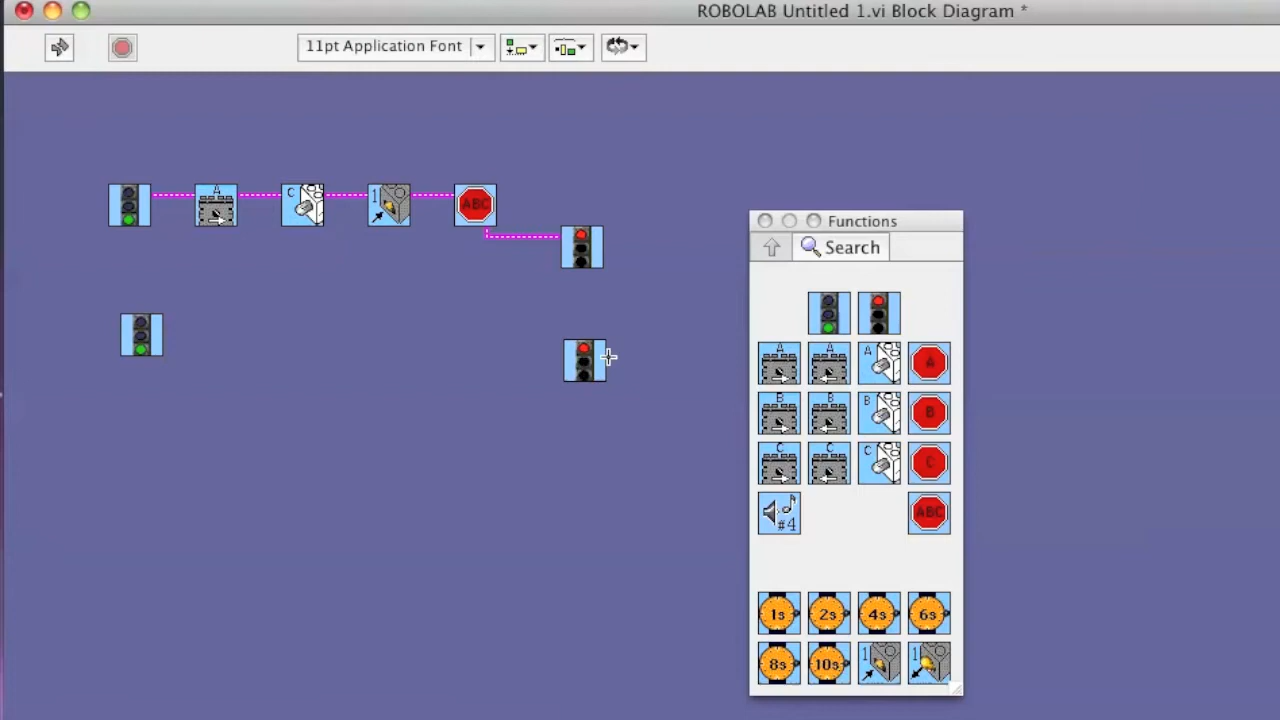 ROBOLAB Untitled 1.vi Block Diagram *
11pt Application Font
A C 1 ABC
Functions
Search
A A A A
B B B B
C C C C
#4 ABC
1s 2s 4s 6s
8s 10s 1 1